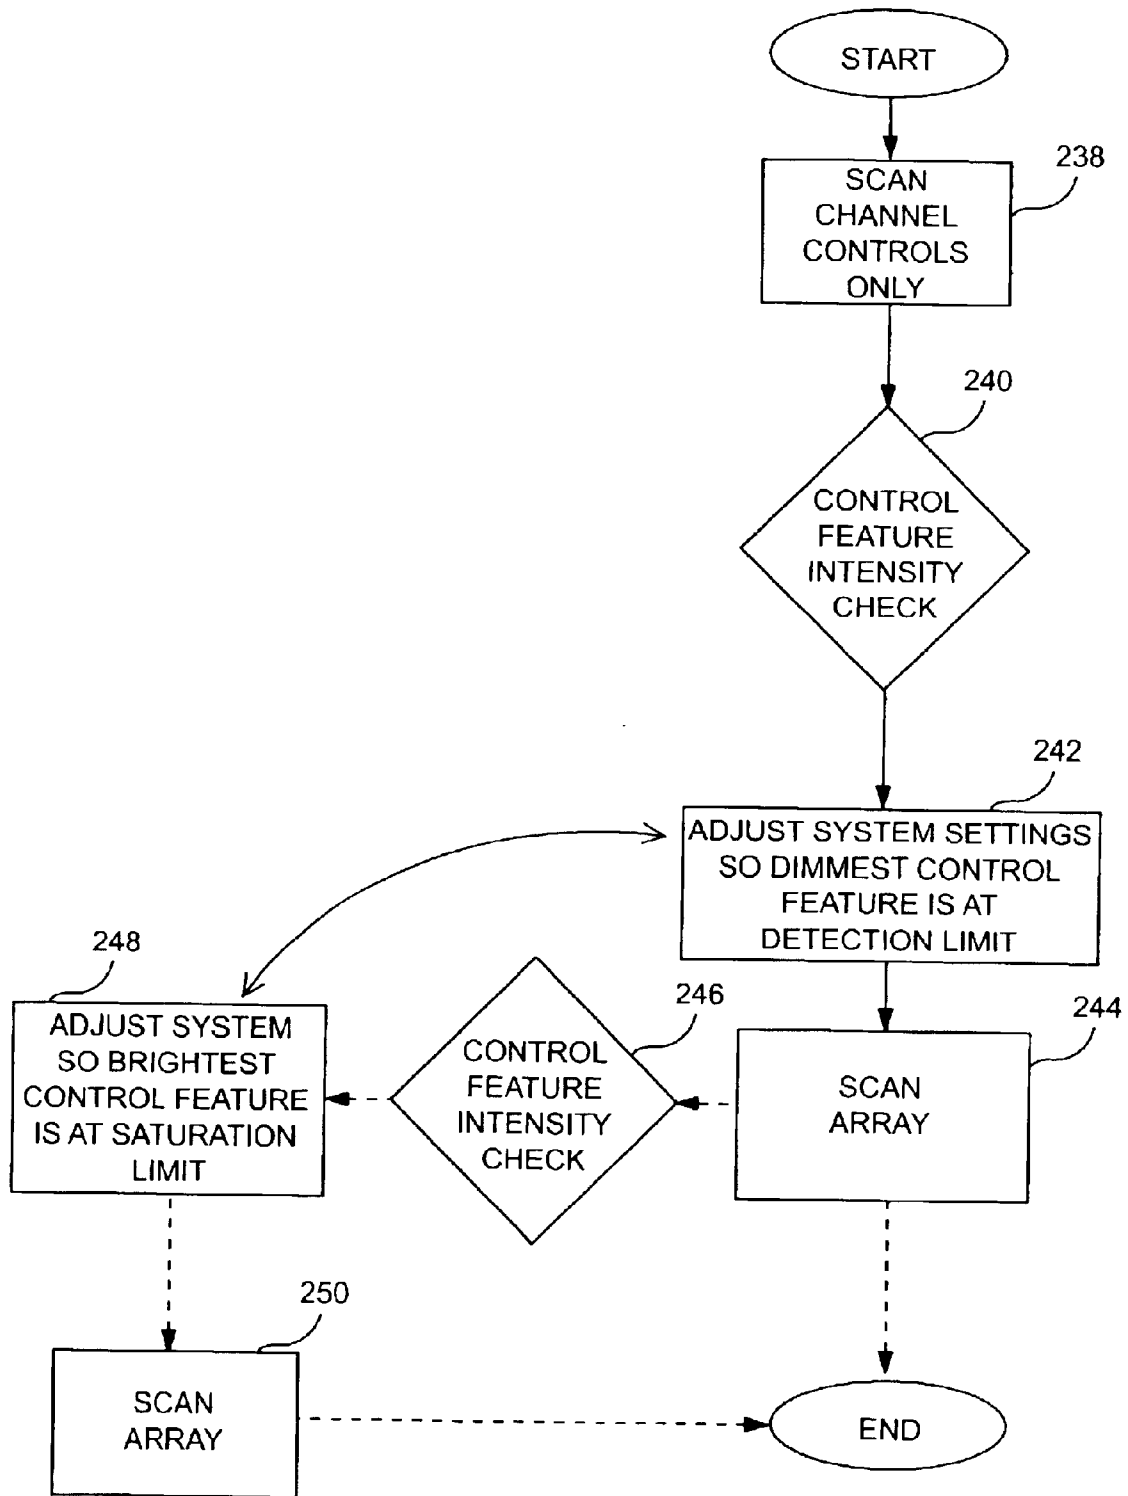 START
238
SCAN
CHANNEL
CONTROLS
ONLY
240
CONTROL
FEATURE
INTENSITY
CHECK
242
ADJUST SYSTEM SETTINGS
SO DIMMEST CONTROL
FEATURE IS AT
DETECTION LIMIT
244
SCAN
ARRAY
246
CONTROL
FEATURE
INTENSITY
CHECK
248
ADJUST SYSTEM
SO BRIGHTEST
CONTROL FEATURE
IS AT SATURATION
LIMIT
250
SCAN
ARRAY
END